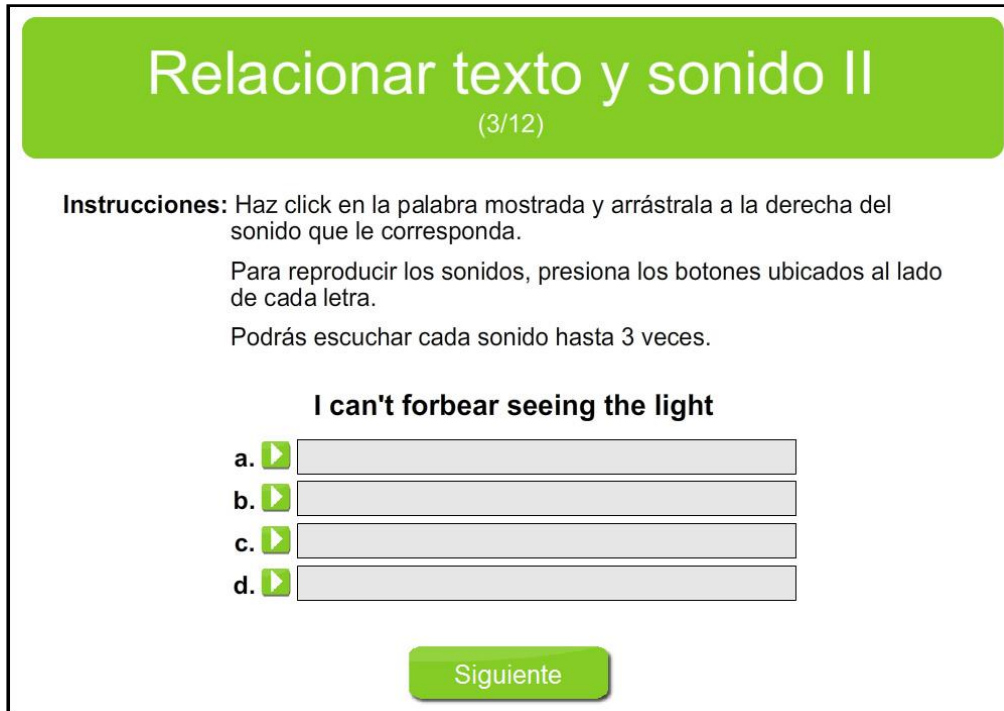 Relacionar texto y sonido II
(3/12)
Instrucciones: Haz click en la palabra mostrada y arrástrala a la derecha del
sonido que le corresponda.
Para reproducir los sonidos, presiona los botones ubicados al lado
de cada letra.
Podrás escuchar cada sonido hasta 3 veces.
I can't forbear seeing the light
a.
b.
c.
d.
Siguiente